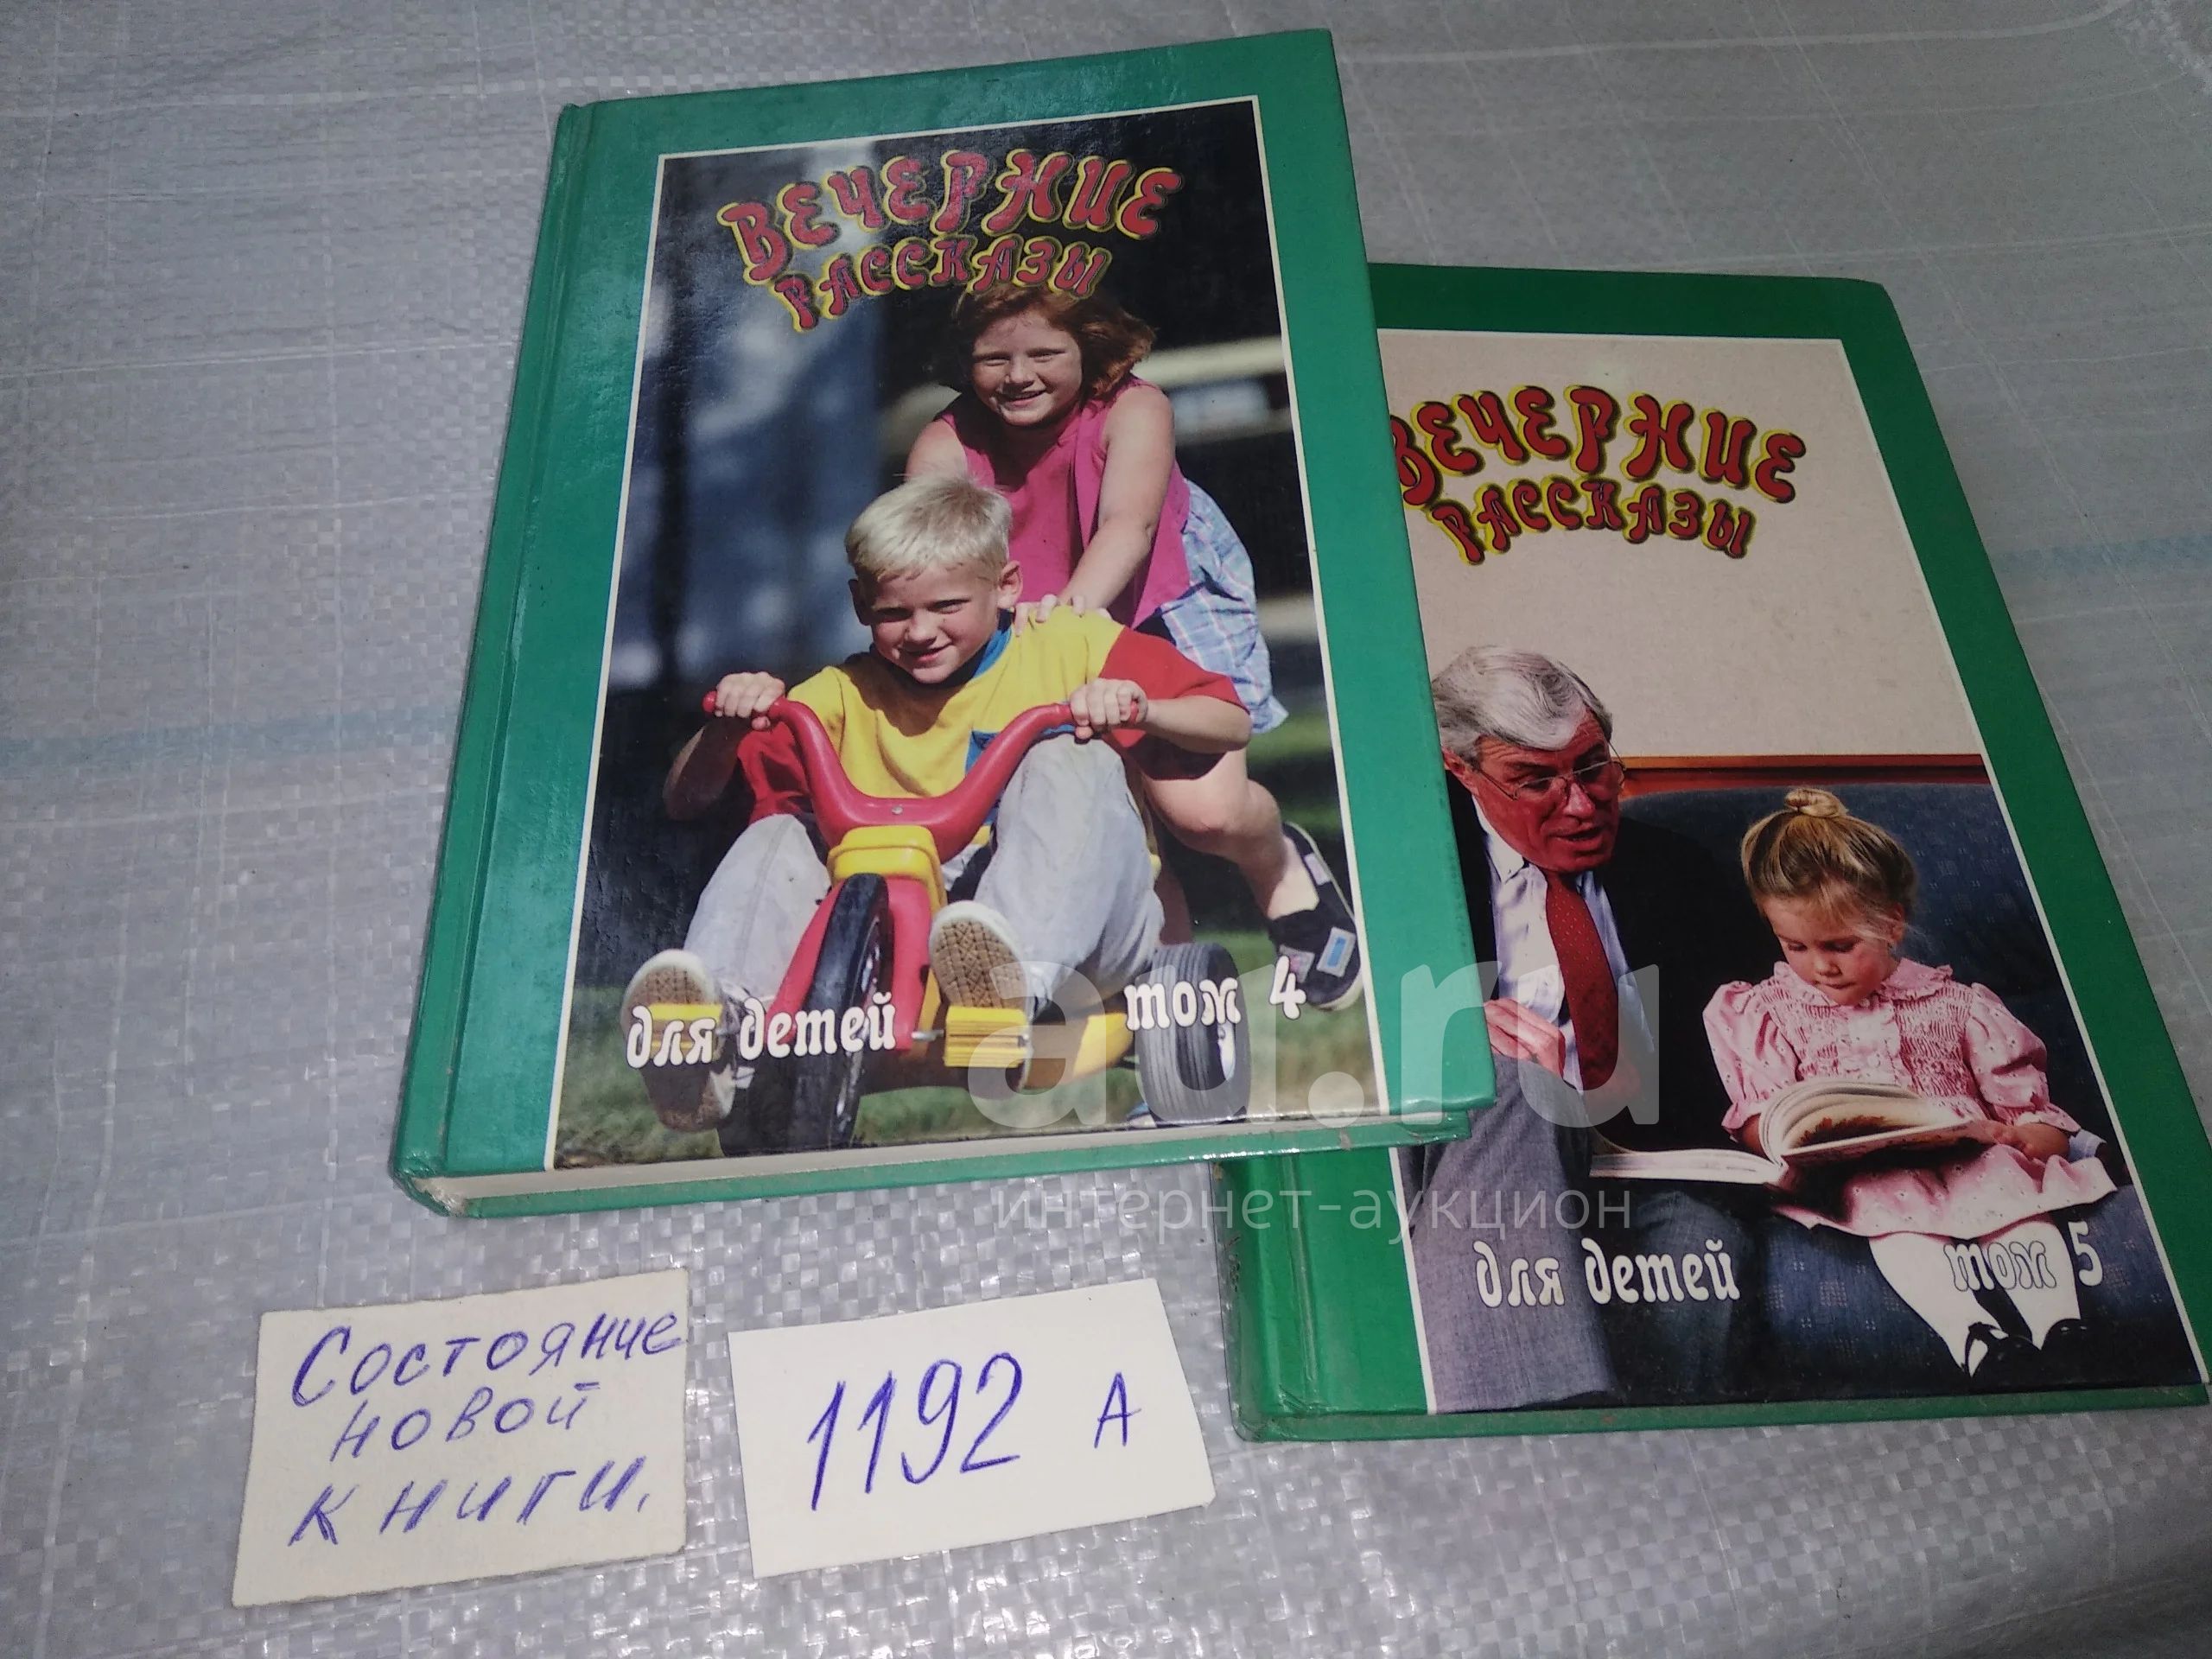 ВЕЧЕРНИЕ
РАССКАЗЫ
для детей
том 4
ВЕЧЕРНИЕ
РАССКАЗЫ
для детей
том 5
au.ru
интернет-аукцион
Состояние
новой
книги.
1192 А